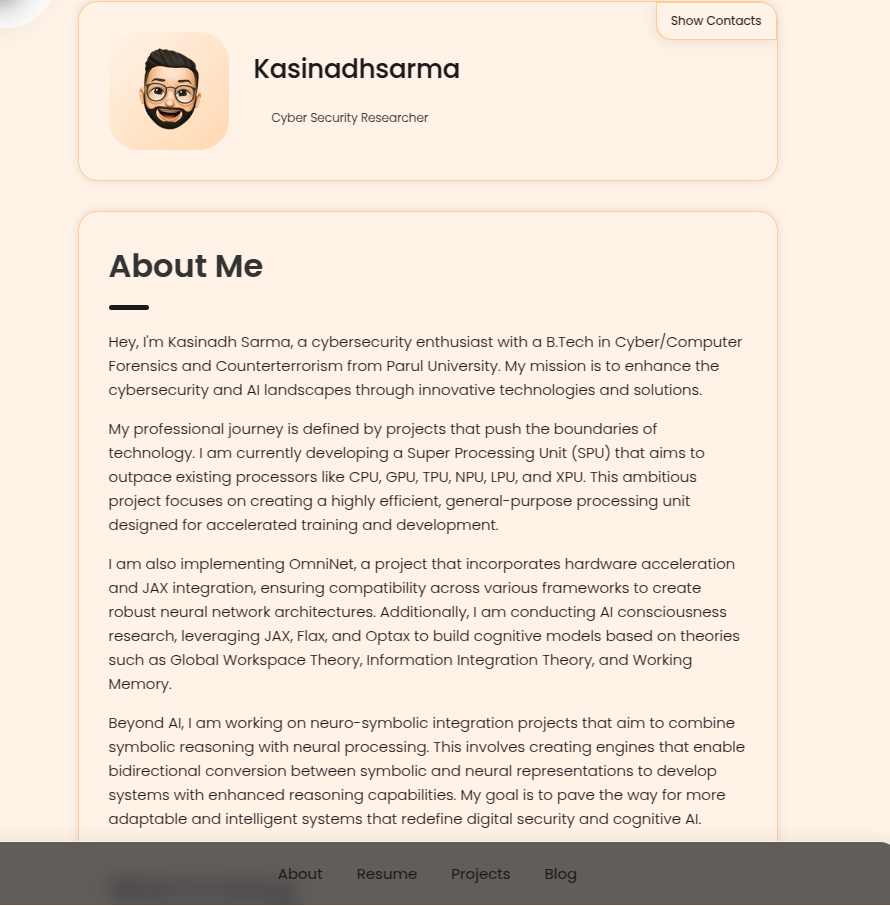 Show Contacts
Kasinadhsarma
Cyber Security Researcher
About Me
Hey, I'm Kasinadh Sarma, a cybersecurity enthusiast with a B.Tech in Cyber/Computer
Forensics and Counterterrorism from Parul University. My mission is to enhance the
cybersecurity and AI landscapes through innovative technologies and solutions.
My professional journey is defined by projects that push the boundaries of
technology. I am currently developing a Super Processing Unit (SPU) that aims to
outpace existing processors like CPU, GPU, TPU, NPU, LPU, and XPU. This ambitious
project focuses on creating a highly efficient, general-purpose processing unit
designed for accelerated training and development.
I am also implementing OmniNet, a project that incorporates hardware acceleration
and JAX integration, ensuring compatibility across various frameworks to create
robust neural network architectures. Additionally, I am conducting AI consciousness
research, leveraging JAX, Flax, and Optax to build cognitive models based on theories
such as Global Workspace Theory, Information Integration Theory, and Working
Memory.
Beyond AI, I am working on neuro-symbolic integration projects that aim to combine
symbolic reasoning with neural processing. This involves creating engines that enable
bidirectional conversion between symbolic and neural representations to develop
systems with enhanced reasoning capabilities. My goal is to pave the way for more
adaptable and intelligent systems that redefine digital security and cognitive AI.
About Resume Projects Blog